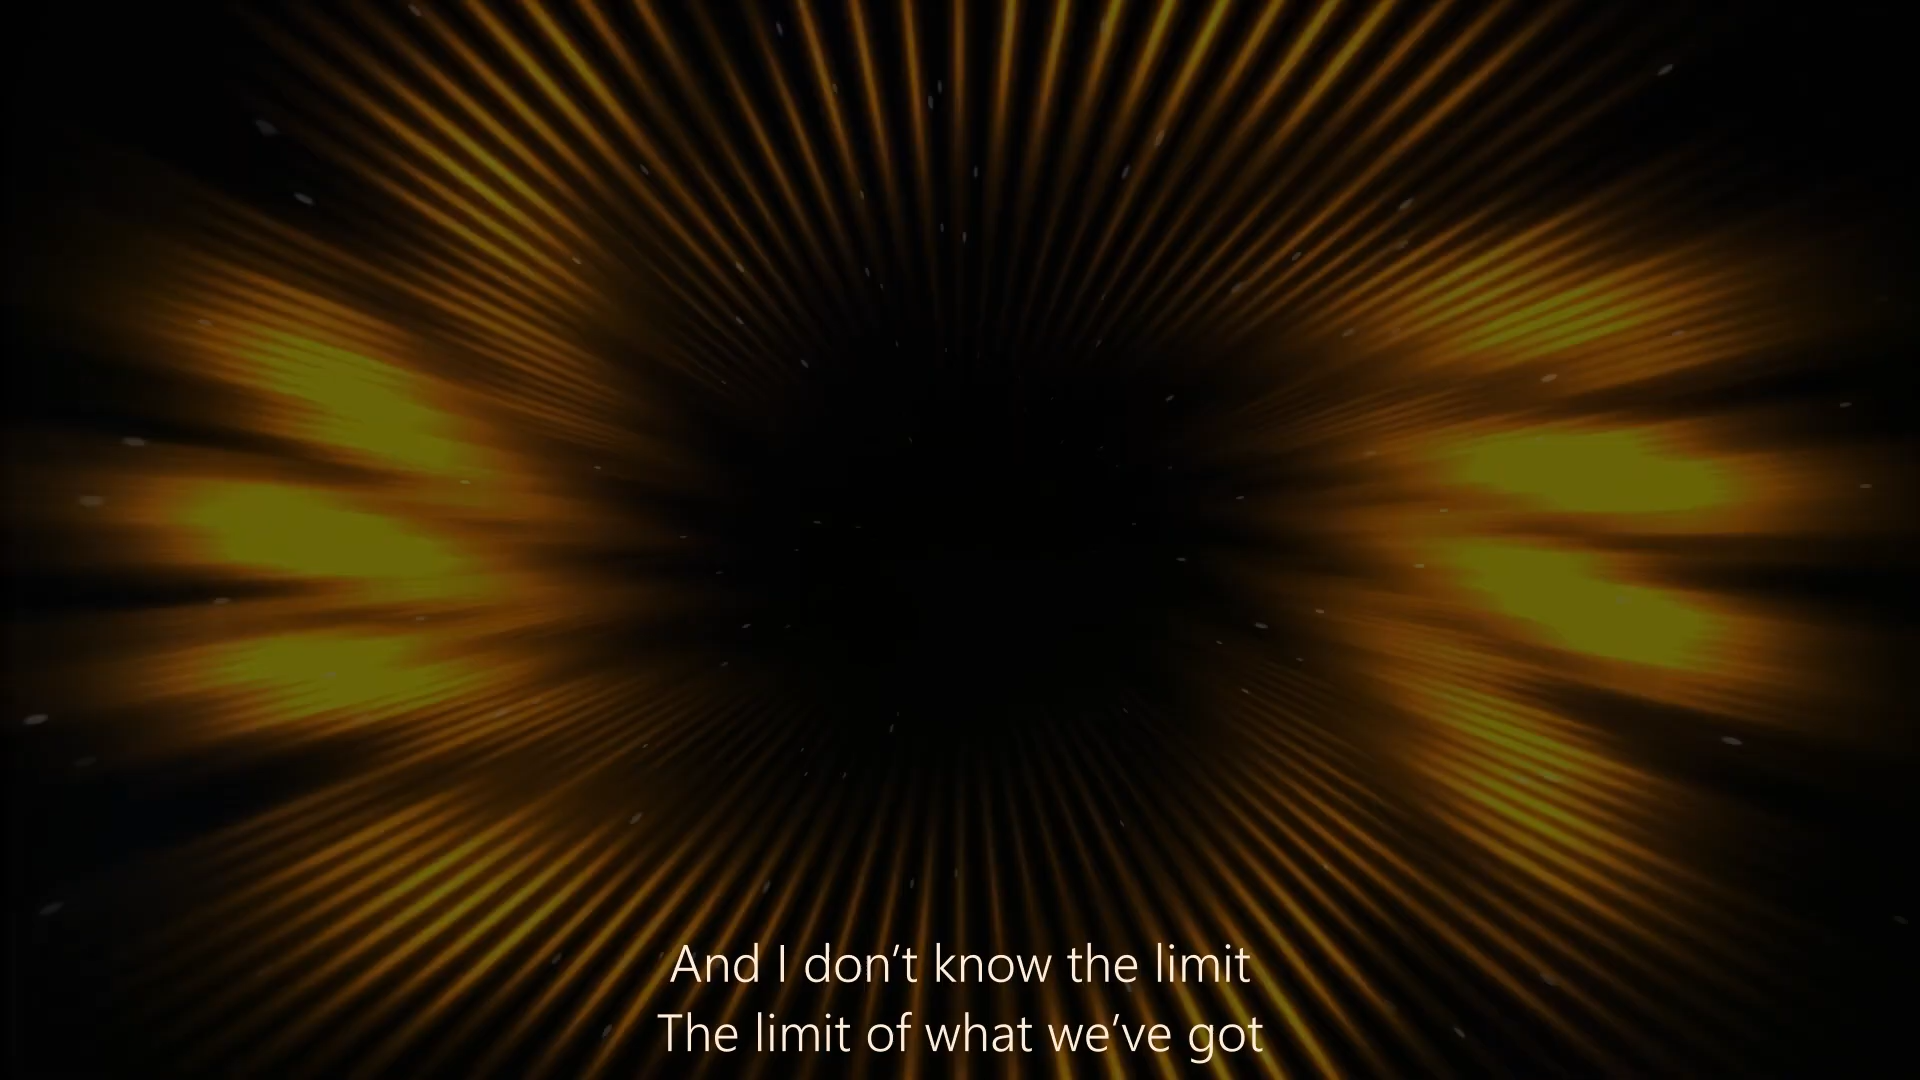 And I don’t know the limit
The limit of what we’ve got